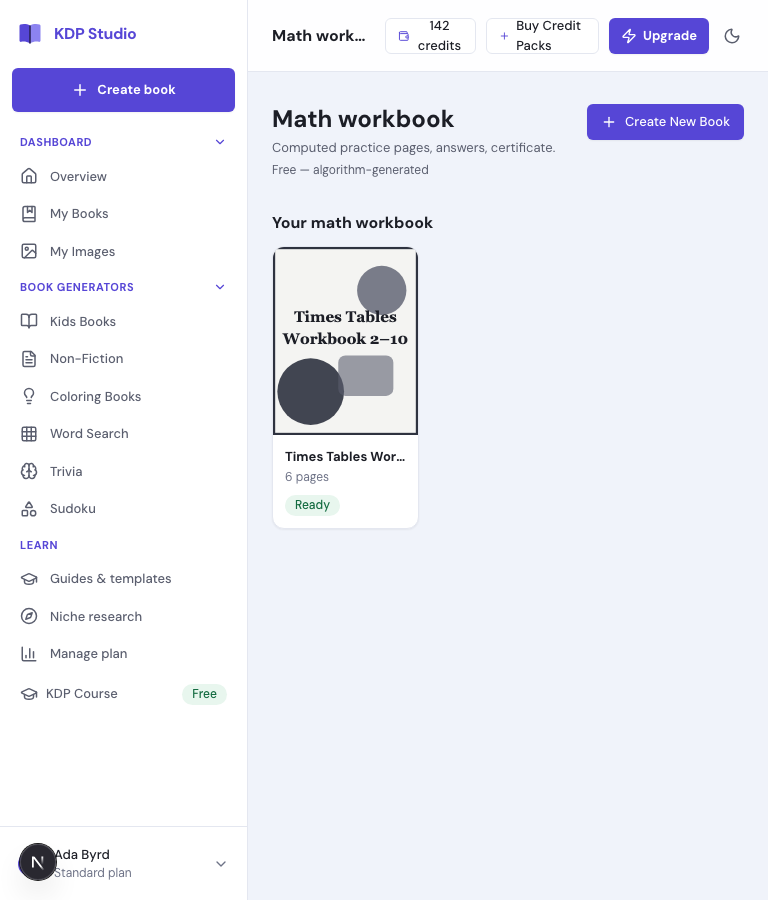 KDP Studio
Create book
DASHBOARD
Overview
My Books
My Images
BOOK GENERATORS
Kids Books
Non-Fiction
Coloring Books
Word Search
Trivia
Sudoku
LEARN
Guides & templates
Niche research
Manage plan
KDP Course
Free
Ada Byrd
Standard plan
N
Math work...
142
credits
Buy Credit
Packs
Upgrade
Math workbook
Computed practice pages, answers, certificate.
Free — algorithm-generated
Create New Book
Your math workbook
Times Tables
Workbook 2–10
Times Tables Wor...
6 pages
Ready